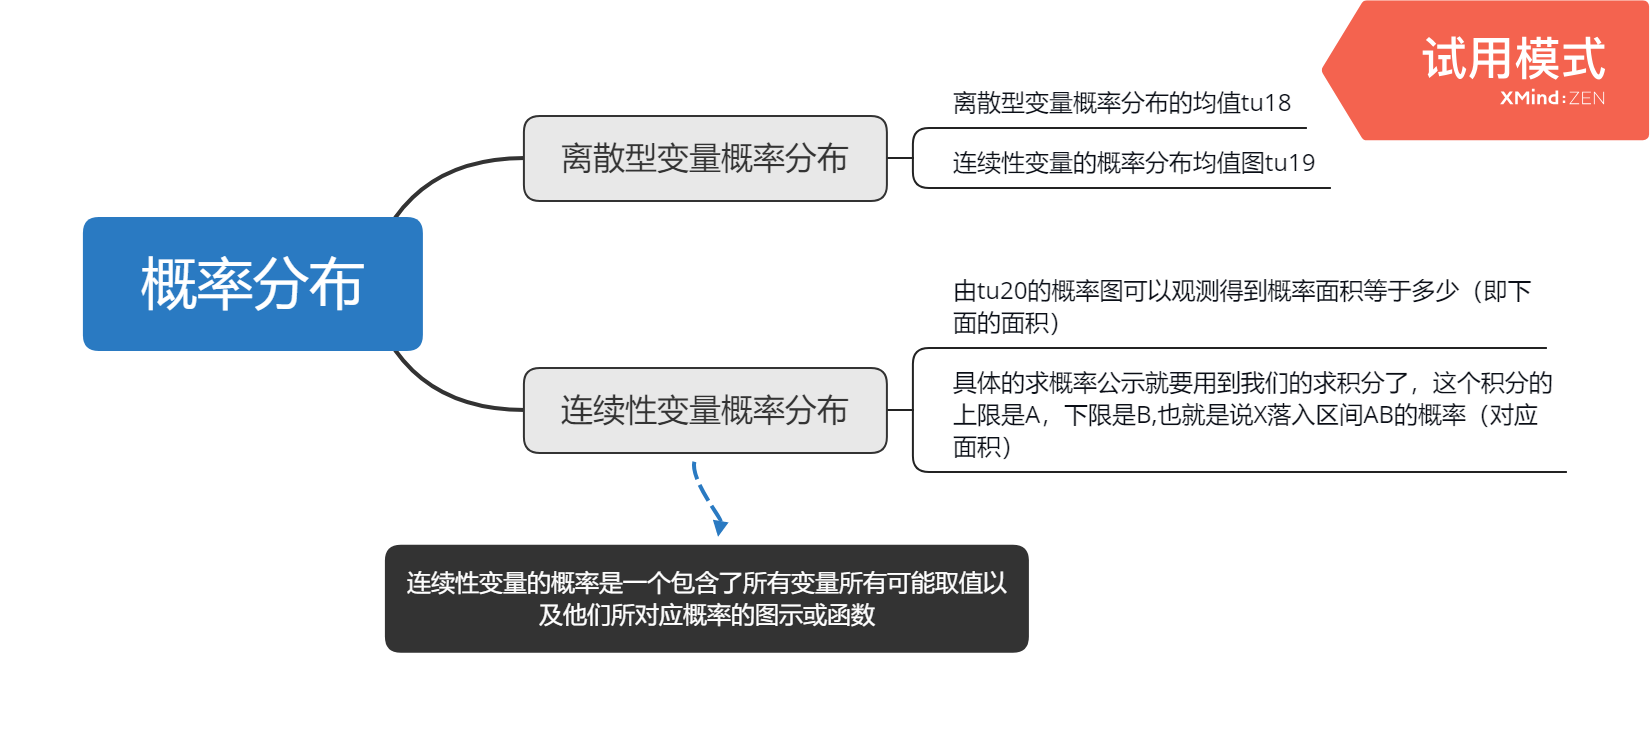 试用模式
XMind:ZEN
离散型变量概率分布的均值tu18
离散型变量概率分布
连续性变量的概率分布均值图tu19
概率分布
由tu20的概率图可以观测得到概率面积等于多少（即下
面的面积）
连续性变量概率分布
具体的求概率公示就要用到我们的求积分了，这个积分的
上限是A，下限是B,也就是说X落入区间AB的概率（对应
面积）
连续性变量的概率是一个包含了所有变量所有可能取值以
及他们所对应概率的图示或函数